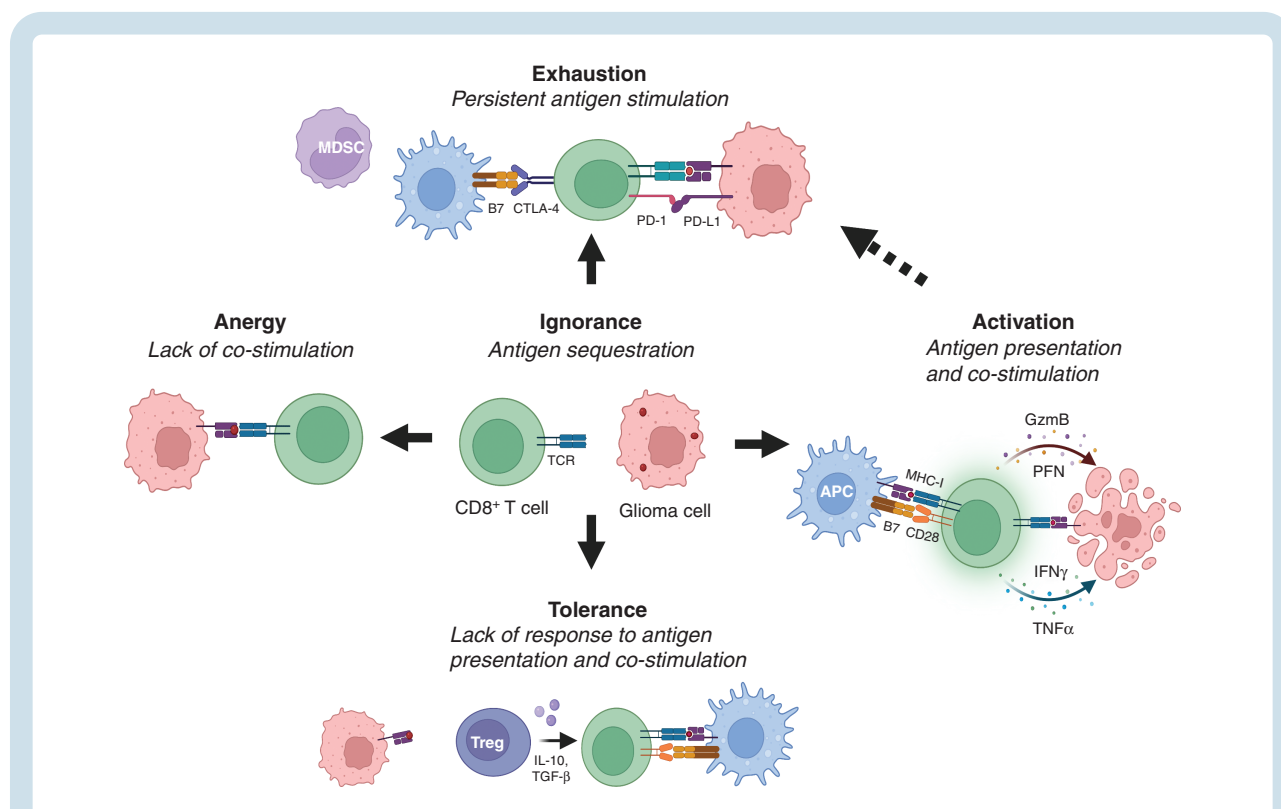 Exhaustion
Persistent antigen stimulation
MDSC
B7 CTLA-4
PD-1 PD-L1
Anergy
Lack of co-stimulation
Ignorance
Antigen sequestration
Activation
Antigen presentation
and co-stimulation
TCR
CD8⁺ T cell
Glioma cell
APC
MHC-I
B7 CD28
GzmB
PFN
IFNγ
TNFα
Tolerance
Lack of response to antigen
presentation and co-stimulation
Treg
IL-10,
TGF-β